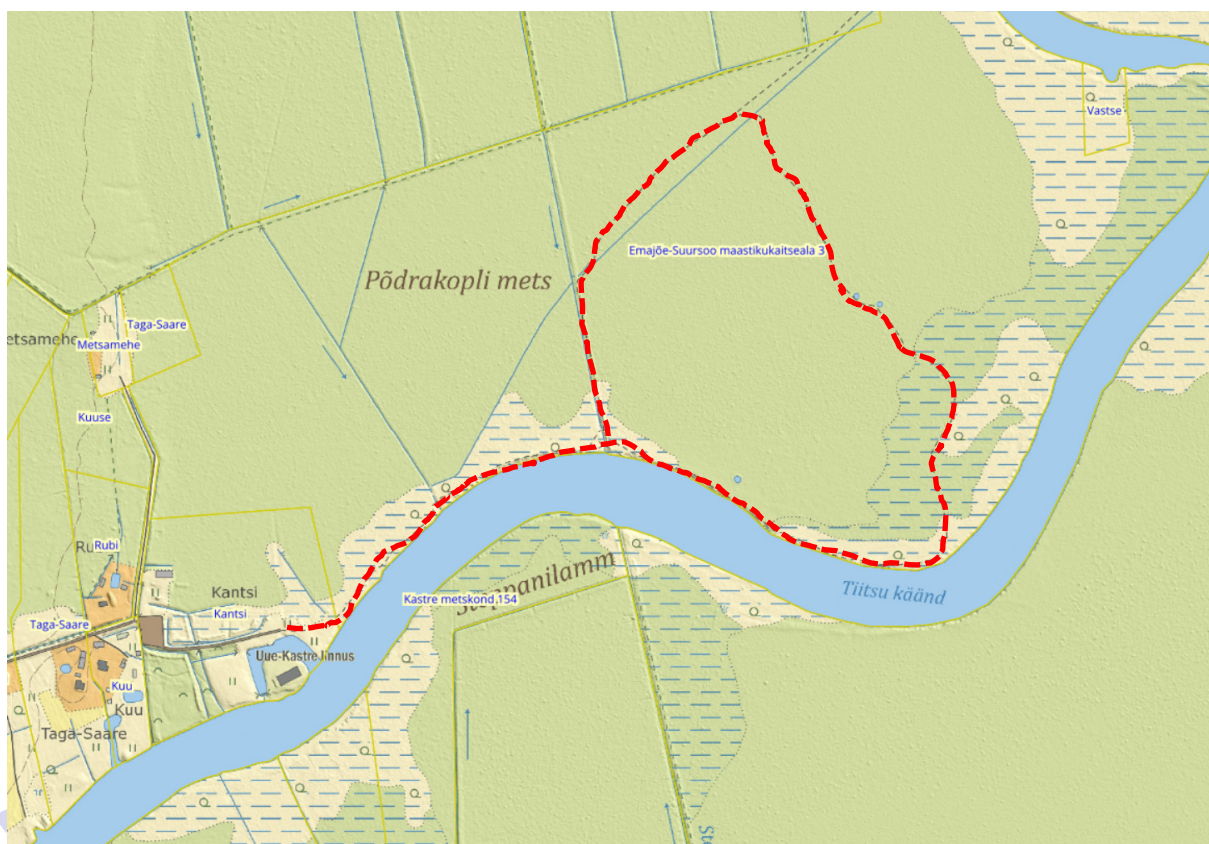 Vastse
Emajõe-Suursoo maastikukaitseala 3
Põdrakopli mets
Taga-Saare
Metsamehe
Kuuse
Rubi
Kantsi
Kantsi
Tiitsu käänd
Stoppanilamm
Kastre metskond 154
Taga-Saare
Uue-Kastre linnus
Kuu
Kuu
Taga-Saare